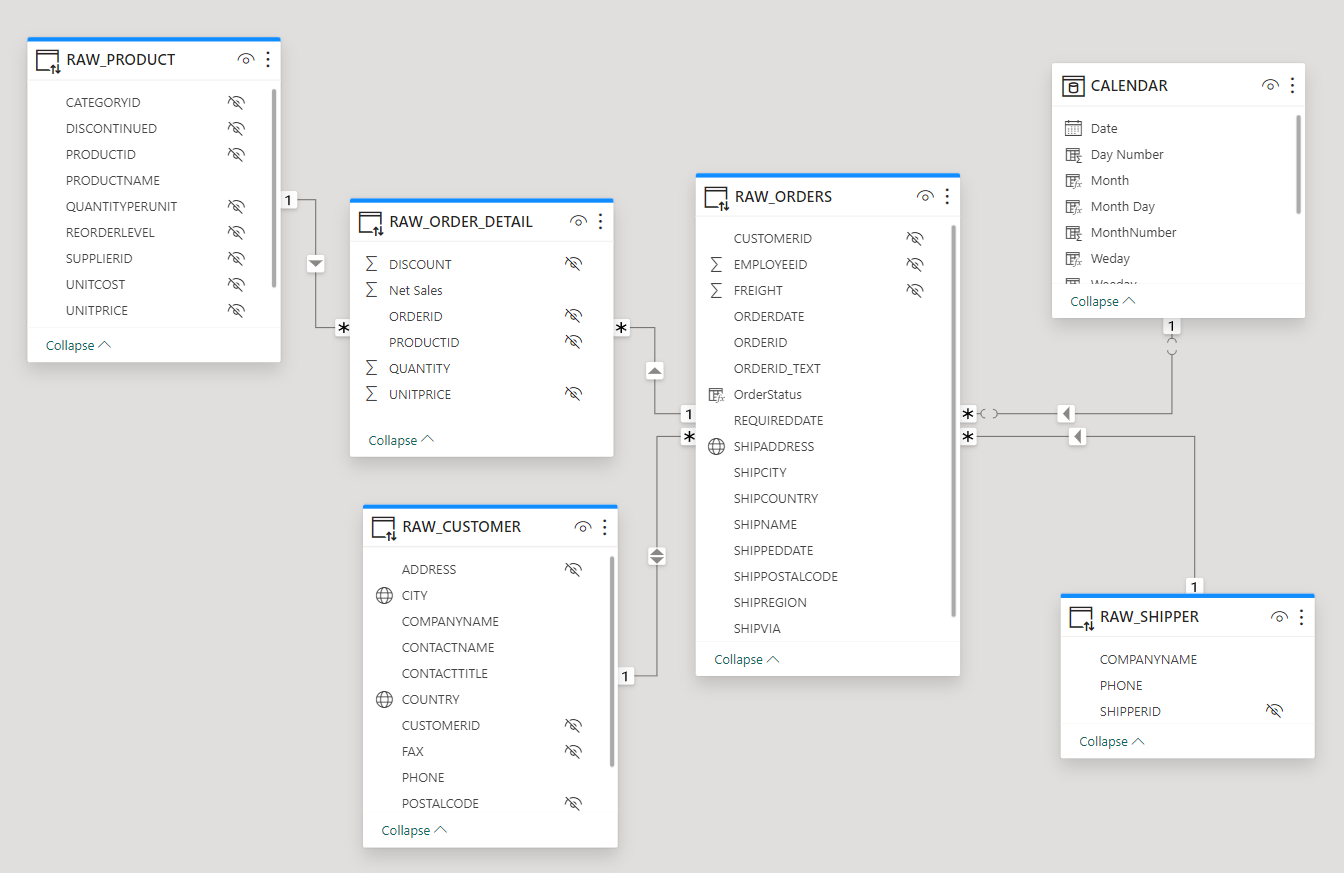 RAW_PRODUCT
CATEGORYID
DISCONTINUED
PRODUCTID
PRODUCTNAME
QUANTITYPERUNIT
REORDERLEVEL
SUPPLIERID
UNITCOST
UNITPRICE
Collapse
1
*
RAW_ORDER_DETAIL
DISCOUNT
Net Sales
ORDERID
PRODUCTID
QUANTITY
UNITPRICE
Collapse
*
1
RAW_CUSTOMER
ADDRESS
CITY
COMPANYNAME
CONTACTNAME
CONTACTTITLE
COUNTRY
CUSTOMERID
FAX
PHONE
POSTALCODE
Collapse
1
*
RAW_ORDERS
CUSTOMERID
EMPLOYEEID
FREIGHT
ORDERDATE
ORDERID
ORDERID_TEXT
OrderStatus
REQUIREDDATE
SHIPADDRESS
SHIPCITY
SHIPCOUNTRY
SHIPNAME
SHIPPEDDATE
SHIPPOSTALCODE
SHIPREGION
SHIPVIA
Collapse
*
*
CALENDAR
Date
Day Number
Month
Month Day
MonthNumber
Weday
Collapse
1
1
RAW_SHIPPER
COMPANYNAME
PHONE
SHIPPERID
Collapse